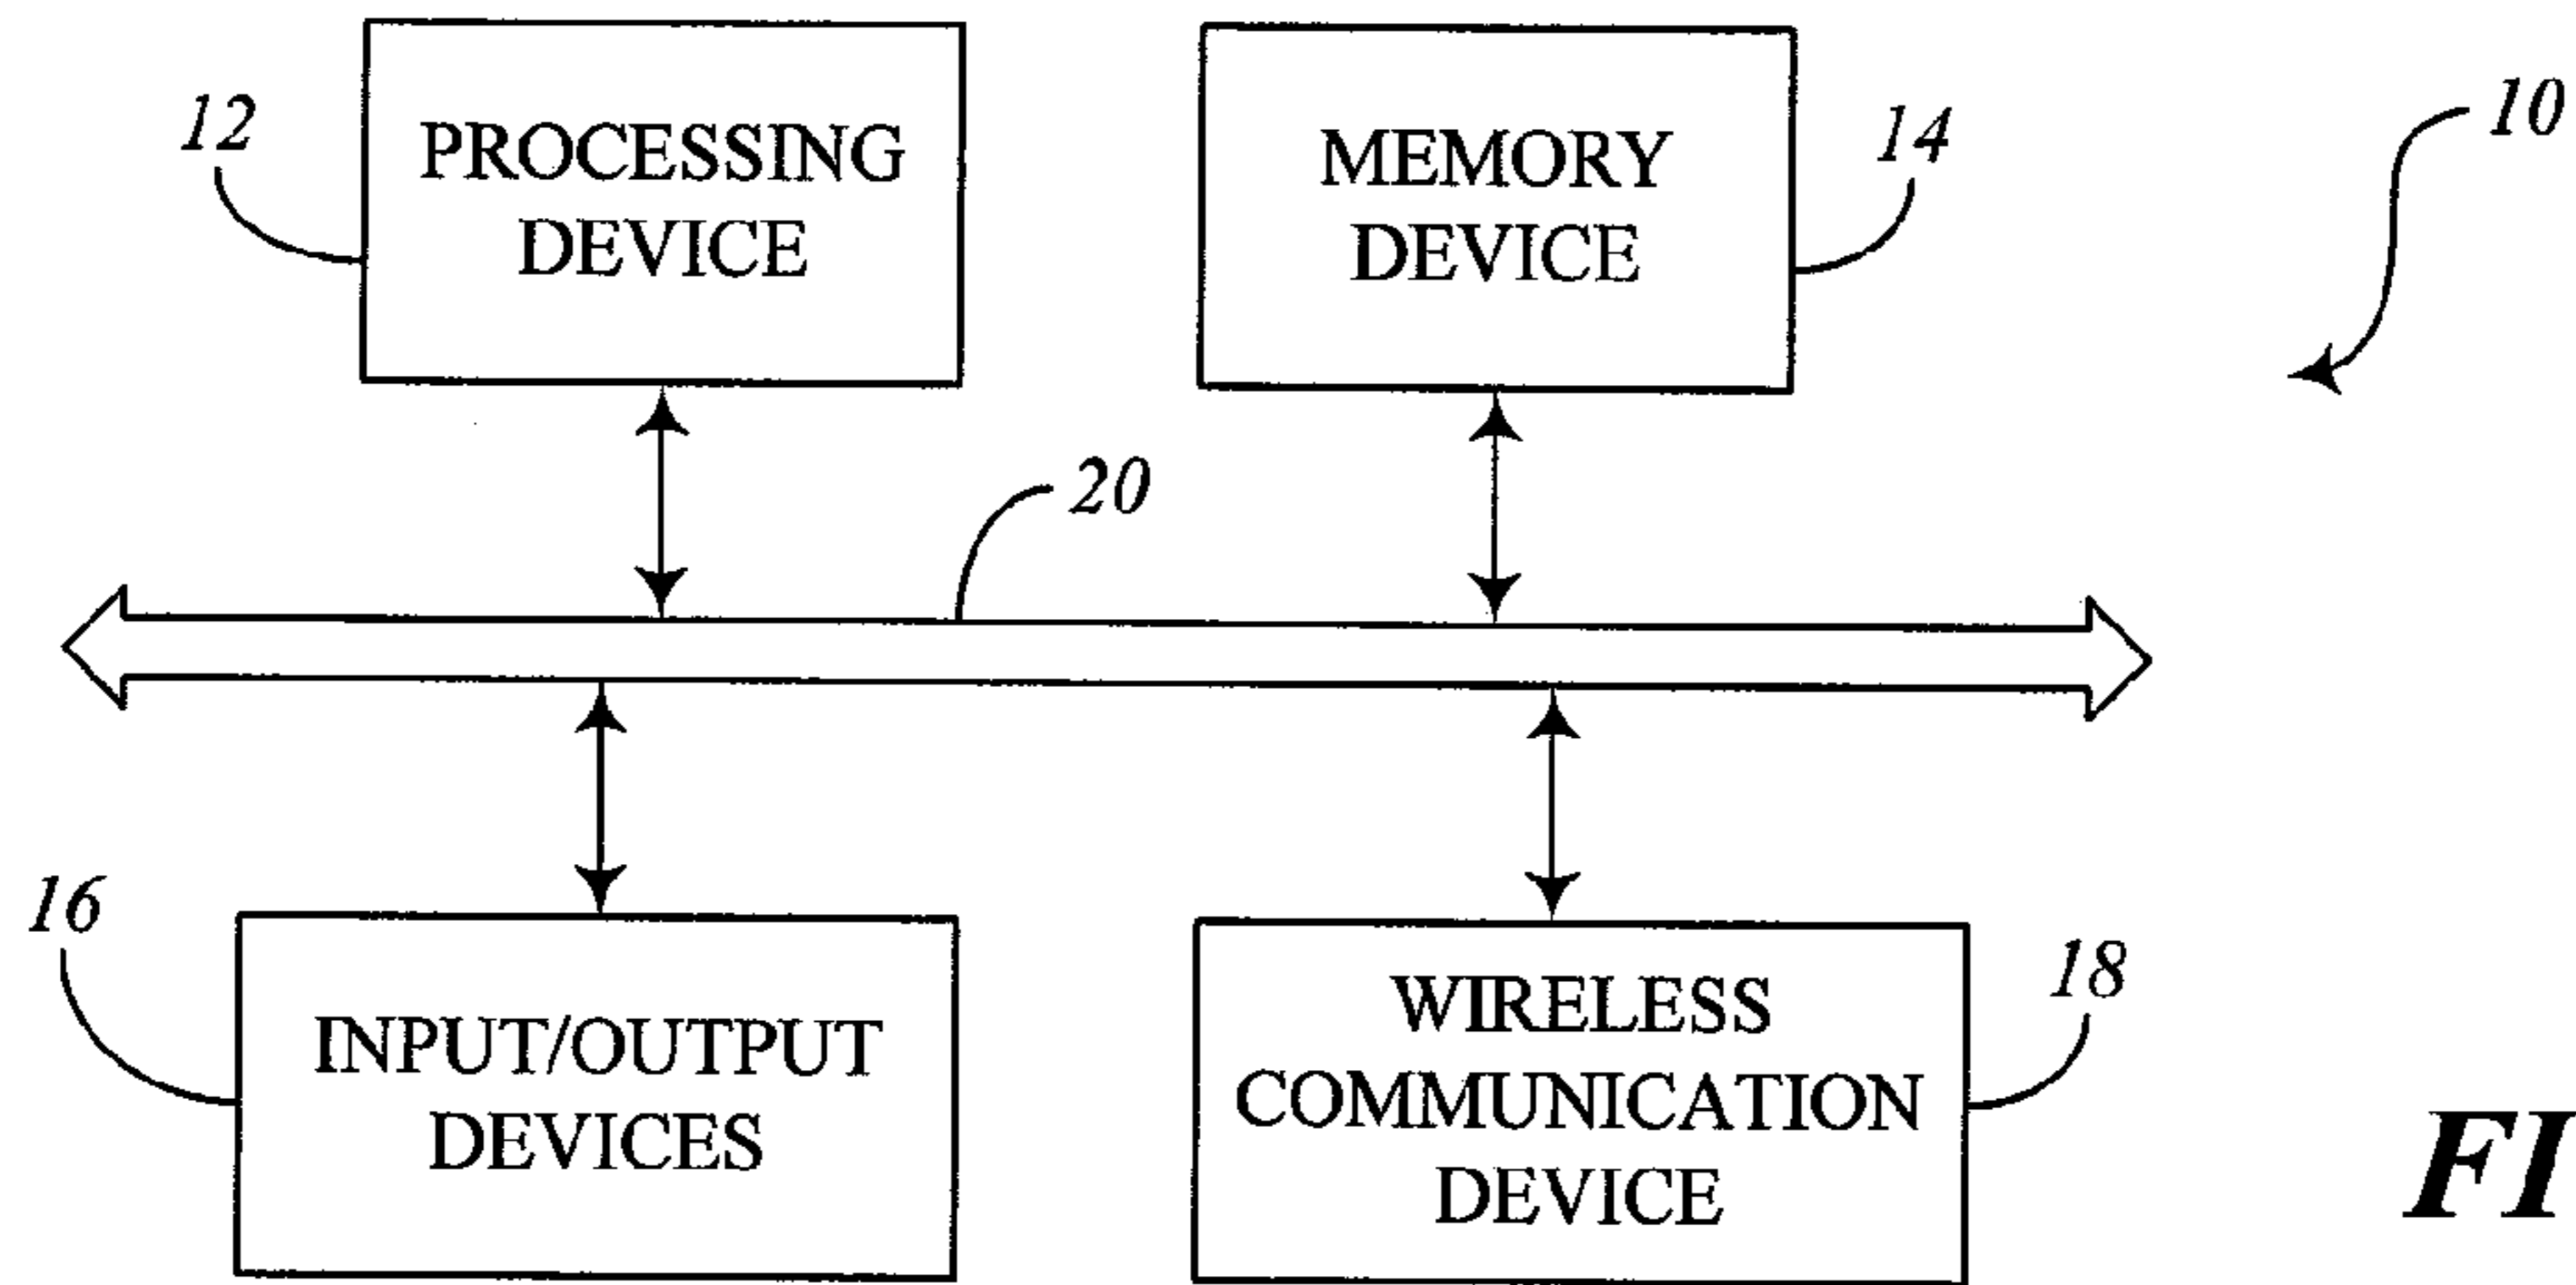 12
PROCESSING
DEVICE
MEMORY
DEVICE
14
10
20
16
INPUT/OUTPUT
DEVICES
WIRELESS
COMMUNICATION
DEVICE
18
FI